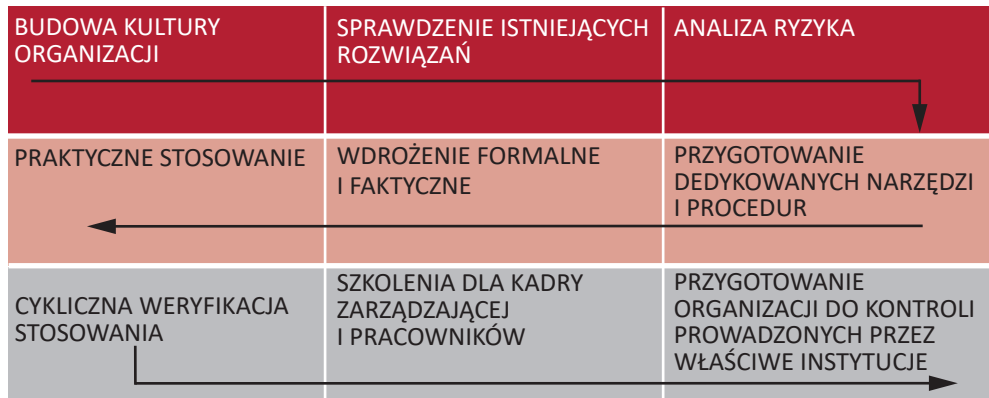 BUDOWA KULTURY
ORGANIZACJI
SPRAWDZENIE ISTNIEJĄCYCH
ROZWIĄZAŃ
ANALIZA RYZYKA
PRAKTYCZNE STOSOWANIE
WDROŻENIE FORMALNE
I FAKTYCZNE
PRZYGOTOWANIE
DEDYKOWANYCH NARZĘDZI
I PROCEDUR
CYKLICZNA WERYFIKACJA
STOSOWANIA
SZKOLENIA DLA KADRY
ZARZĄDZAJĄCEJ
I PRACOWNIKÓW
PRZYGOTOWANIE
ORGANIZACJI DO KONTROLI
PROWADZONYCH PRZEZ
WŁAŚCIWE INSTYTUCJE